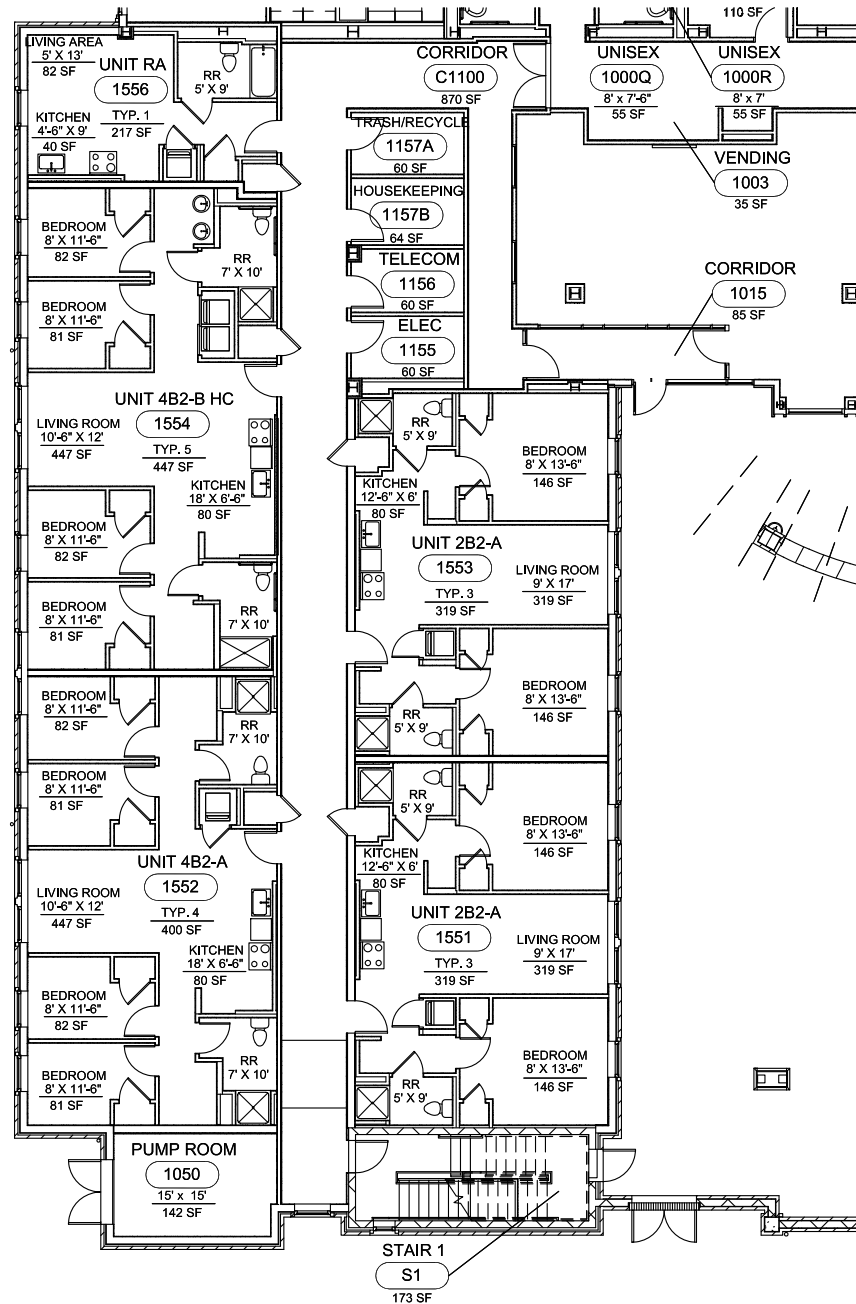 110 SF
LIVING AREA
5' X 13'
82 SF
UNIT RA
1556
TYP. 1
217 SF
RR
5' X 9'
KITCHEN
4'-6" X 9'
40 SF
CORRIDOR
C1100
870 SF
UNISEX
1000Q
8' x 7'-6"
55 SF
UNISEX
1000R
8' x 7'
55 SF
TRASH/RECYCLE
1157A
60 SF
VENDING
1003
35 SF
HOUSEKEEPING
1157B
64 SF
TELECOM
1156
60 SF
ELEC
1155
60 SF
CORRIDOR
1015
85 SF
BEDROOM
8' X 11'-6"
82 SF
RR
7' X 10'
BEDROOM
8' X 11'-6"
81 SF
UNIT 4B2-B HC
1554
TYP. 5
447 SF
LIVING ROOM
10'-6" X 12'
447 SF
KITCHEN
18' X 6'-6"
80 SF
BEDROOM
8' X 11'-6"
82 SF
BEDROOM
8' X 11'-6"
81 SF
RR
7' X 10'
RR
5' X 9'
BEDROOM
8' X 13'-6"
146 SF
KITCHEN
12'-6" X 6'
80 SF
UNIT 2B2-A
1553
TYP. 3
319 SF
LIVING ROOM
9' X 17'
319 SF
BEDROOM
8' X 13'-6"
146 SF
RR
5' X 9'
BEDROOM
8' X 11'-6"
82 SF
RR
7' X 10'
BEDROOM
8' X 11'-6"
81 SF
UNIT 4B2-A
1552
TYP. 4
400 SF
LIVING ROOM
10'-6" X 12'
447 SF
KITCHEN
18' X 6'-6"
80 SF
BEDROOM
8' X 11'-6"
82 SF
BEDROOM
8' X 11'-6"
81 SF
RR
7' X 10'
RR
5' X 9'
BEDROOM
8' X 13'-6"
146 SF
KITCHEN
12'-6" X 6'
80 SF
UNIT 2B2-A
1551
TYP. 3
319 SF
LIVING ROOM
9' X 17'
319 SF
BEDROOM
8' X 13'-6"
146 SF
RR
5' X 9'
PUMP ROOM
1050
15' x 15'
142 SF
STAIR 1
S1
173 SF